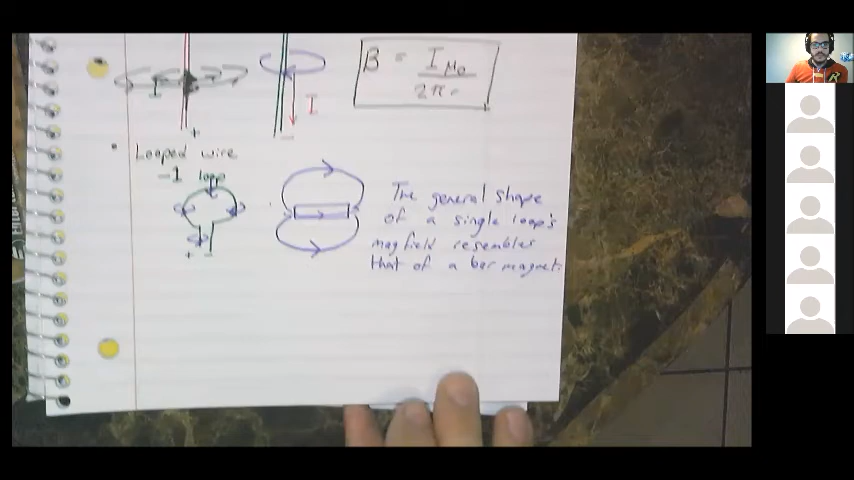 B = Iμ₀
2πr
I
I
+
-
• Looped wire
-1 loop
+ -
The general shape
of a single loop's
mag field resembles
that of a bar magnet.